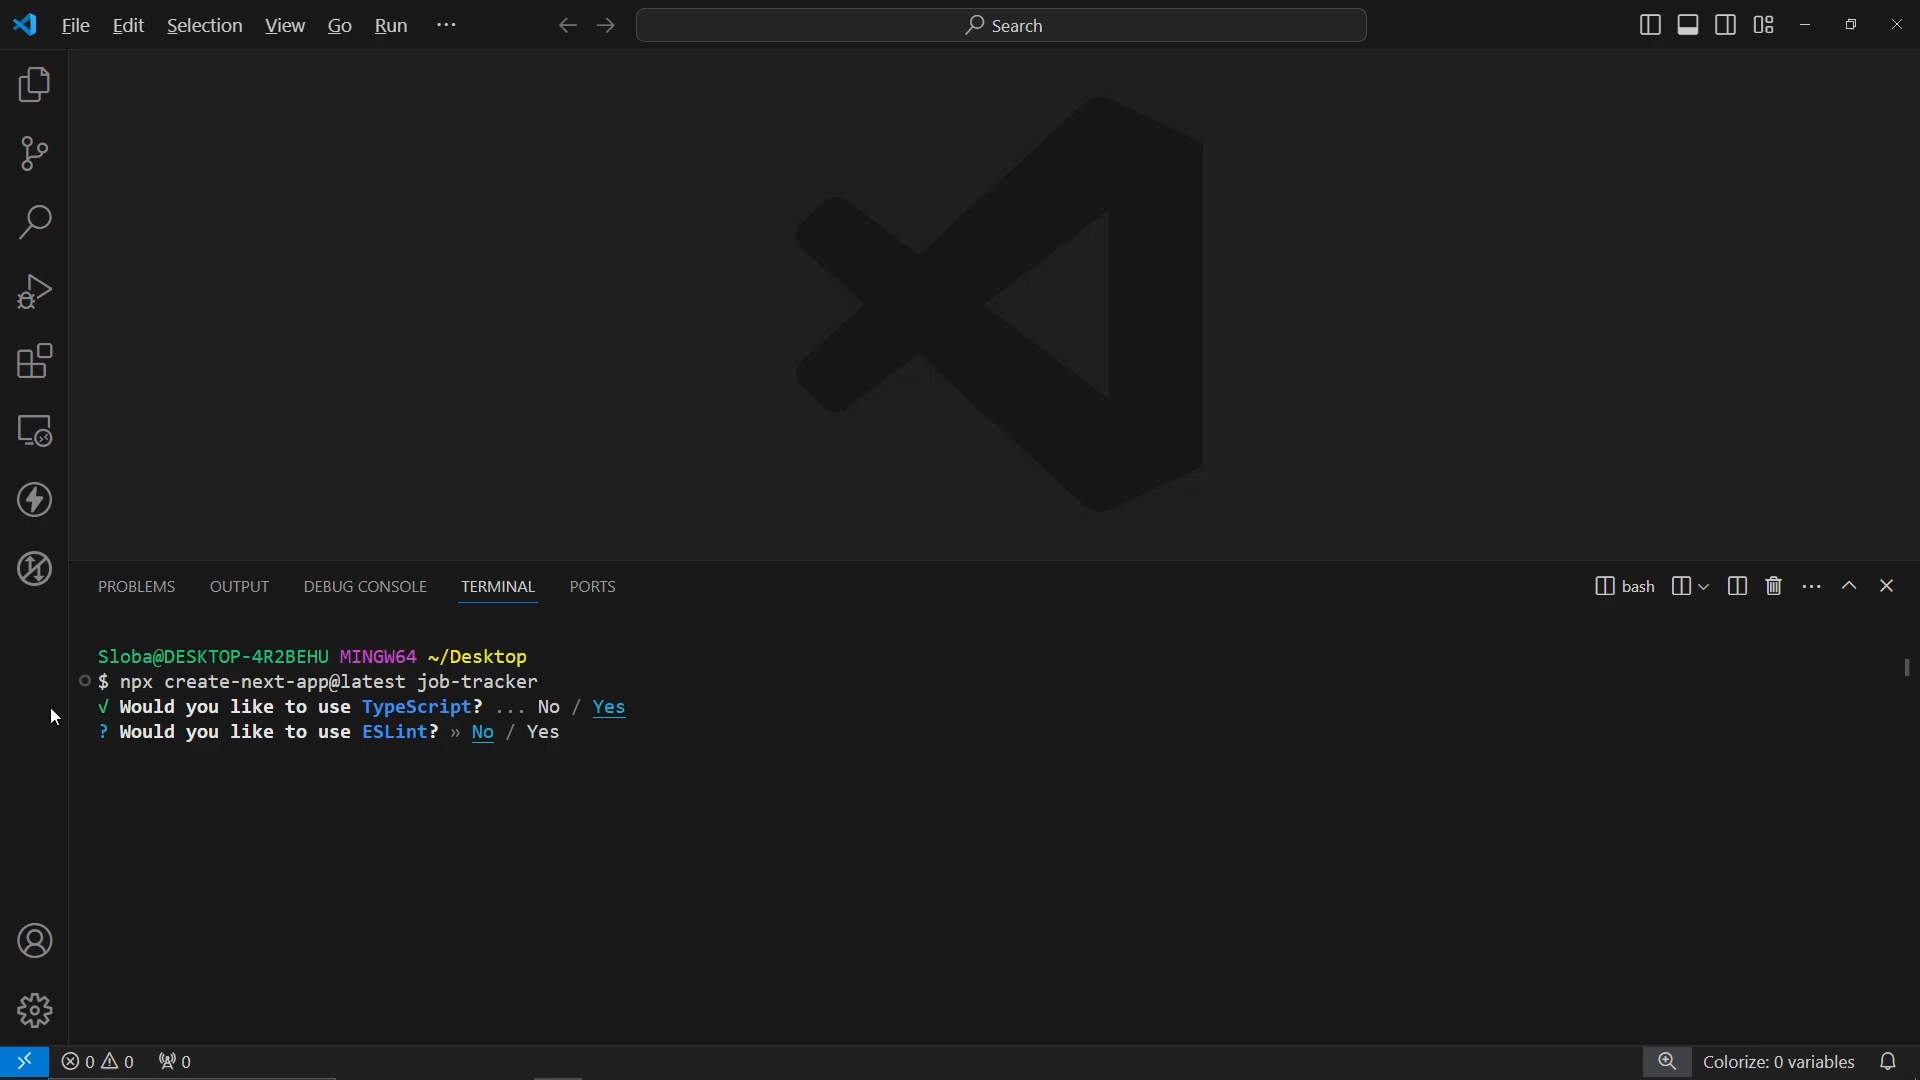 File Edit Selection View Go Run ···
Search
PROBLEMS OUTPUT DEBUG CONSOLE TERMINAL PORTS
bash
Sloba@DESKTOP-4R2BEHU MINGW64 ~/Desktop
$ npx create-next-app@latest job-tracker
√ Would you like to use TypeScript? ... No / Yes
? Would you like to use ESLint? » No / Yes
0 0 0
Colorize: 0 variables